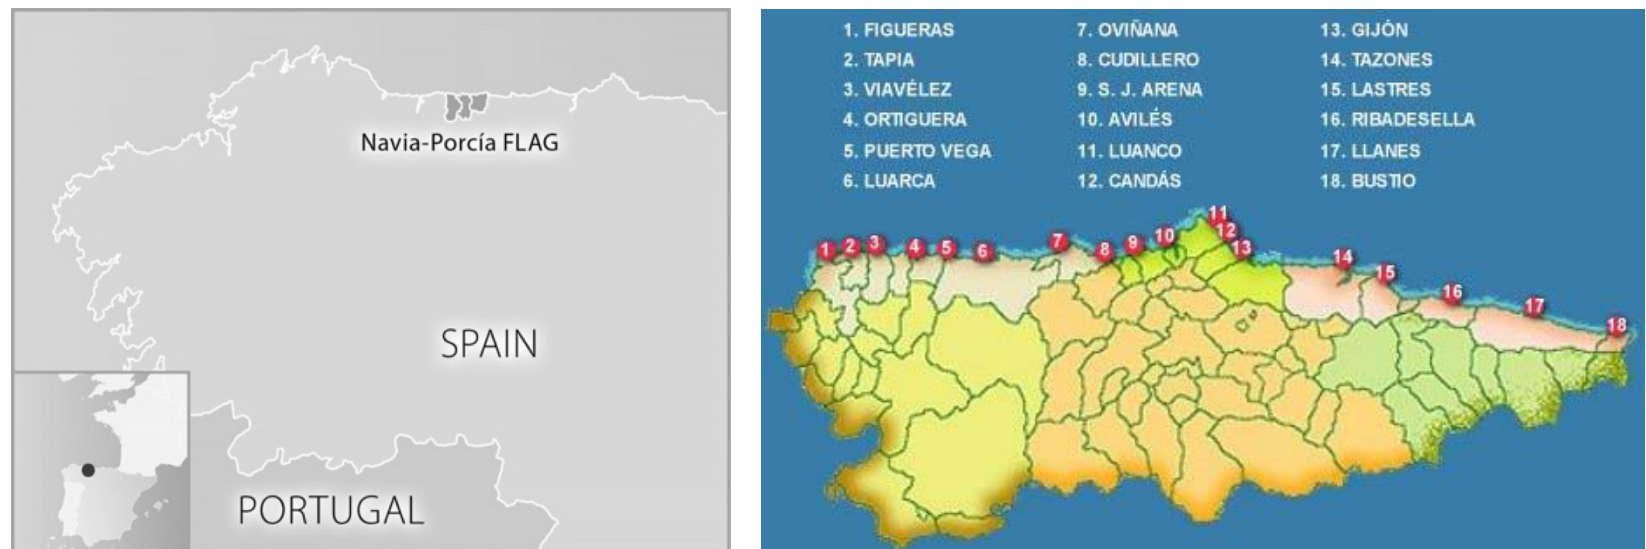 Navia-Porcía FLAG
SPAIN
PORTUGAL
1. FIGUERAS
2. TAPIA
3. VIAVÉLEZ
4. ORTIGUERA
5. PUERTO VEGA
6. LUARCA
7. OVIÑANA
8. CUDILLERO
9. S. J. ARENA
10. AVILÉS
11. LUANCO
12. CANDÁS
13. GIJÓN
14. TAZONES
15. LASTRES
16. RIBADESELLA
17. LLANES
18. BUSTIO
1
2
3
4
5
6
7
8
9
10
11
12
13
14
15
16
17
18